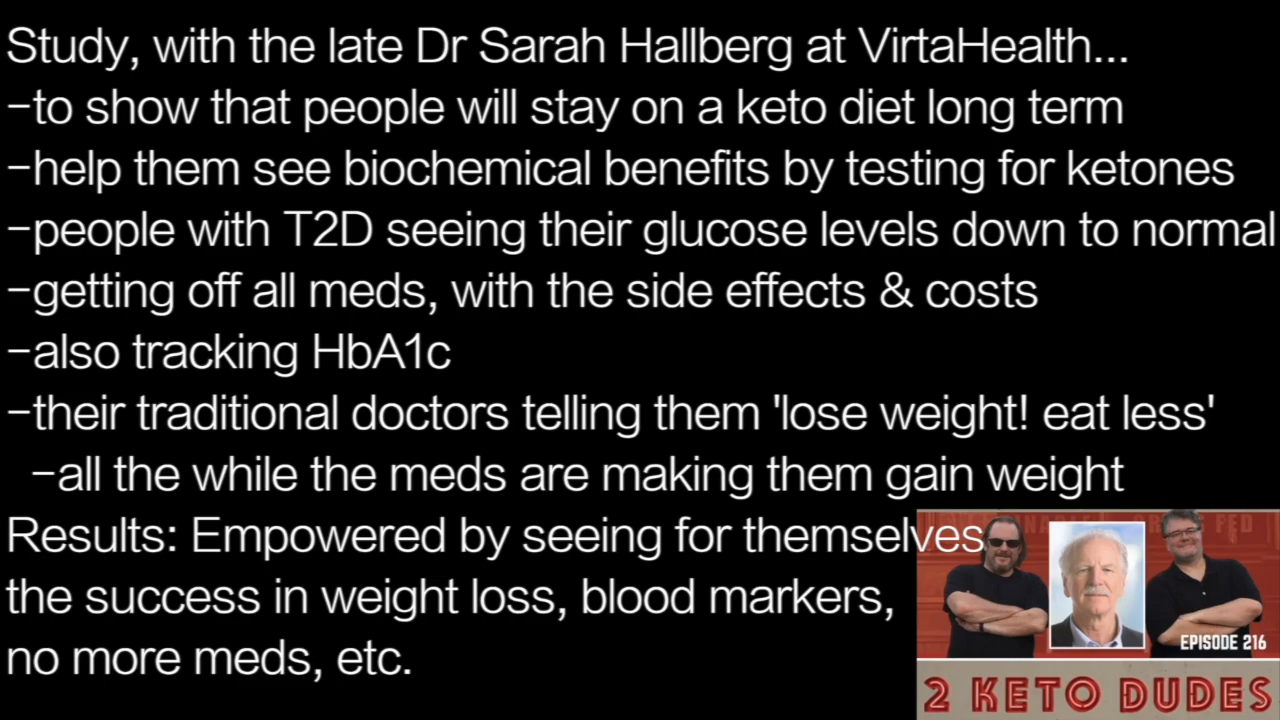 Study, with the late Dr Sarah Hallberg at VirtaHealth...
-to show that people will stay on a keto diet long term
-help them see biochemical benefits by testing for ketones
-people with T2D seeing their glucose levels down to normal
-getting off all meds, with the side effects & costs
-also tracking HbA1c
-their traditional doctors telling them 'lose weight! eat less'
-all the while the meds are making them gain weight
Results: Empowered by seeing for themselves
the success in weight loss, blood markers,
no more meds, etc.
EPISODE 216
2 KETO DUDES